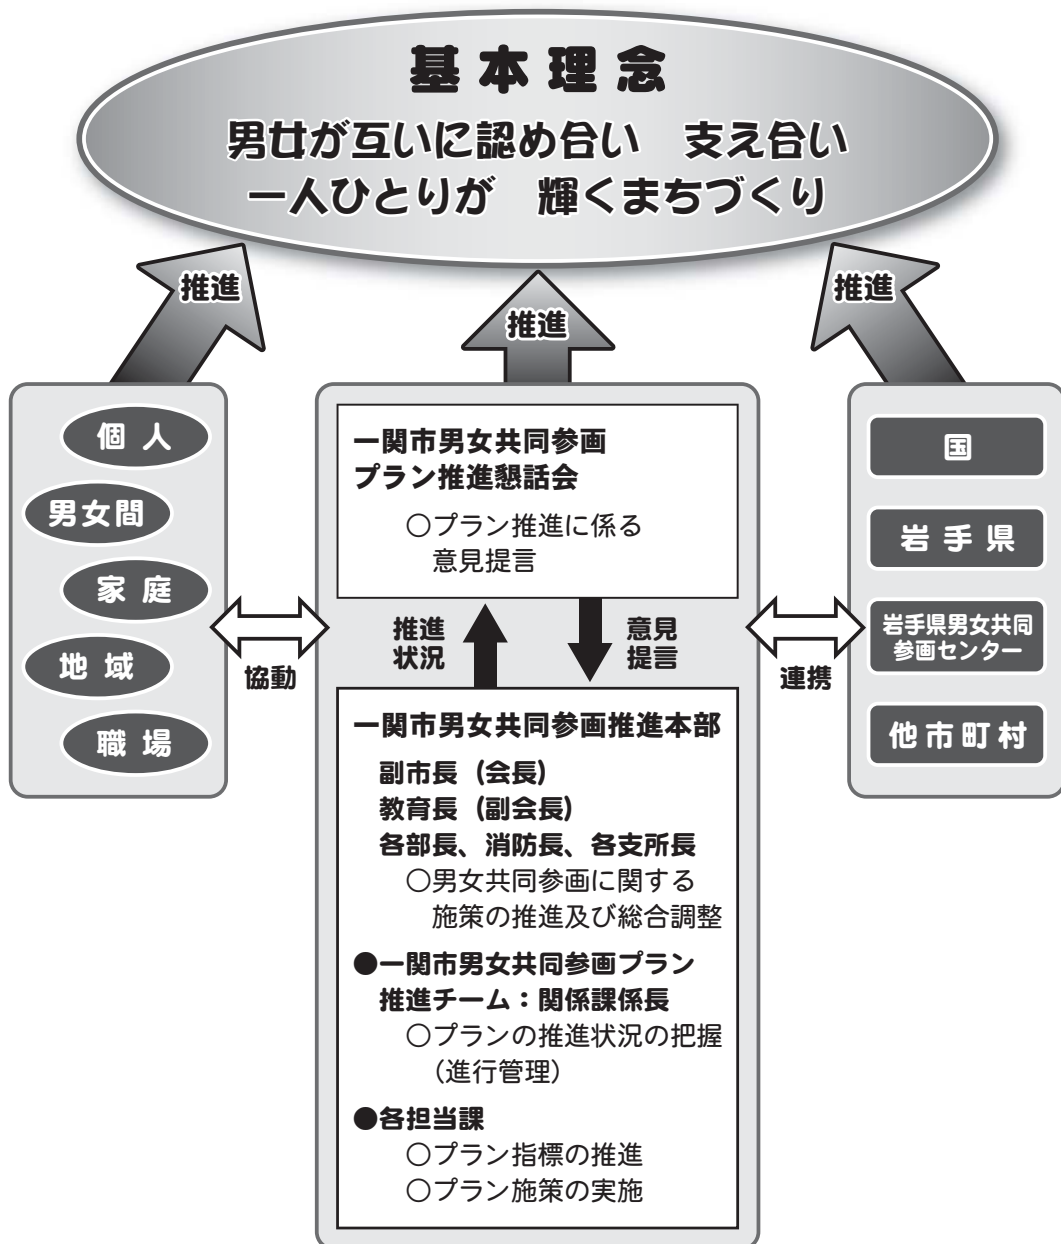 基本理念
男女が互いに認め合い 支え合い
一人ひとりが 輝くまちづくり
推進
推進
推進
個人
男女間
家庭
地域
職場
協動
一関市男女共同参画
プラン推進懇話会
○プラン推進に係る
意見提言
推進
状況
意見
提言
一関市男女共同参画推進本部
副市長（会長）
教育長（副会長）
各部長、消防長、各支所長
○男女共同参画に関する
施策の推進及び総合調整
●一関市男女共同参画プラン
推進チーム：関係課係長
○プランの推進状況の把握
（進行管理）
●各担当課
○プラン指標の推進
○プラン施策の実施
連携
国
岩手県
岩手県男女共同
参画センター
他市町村